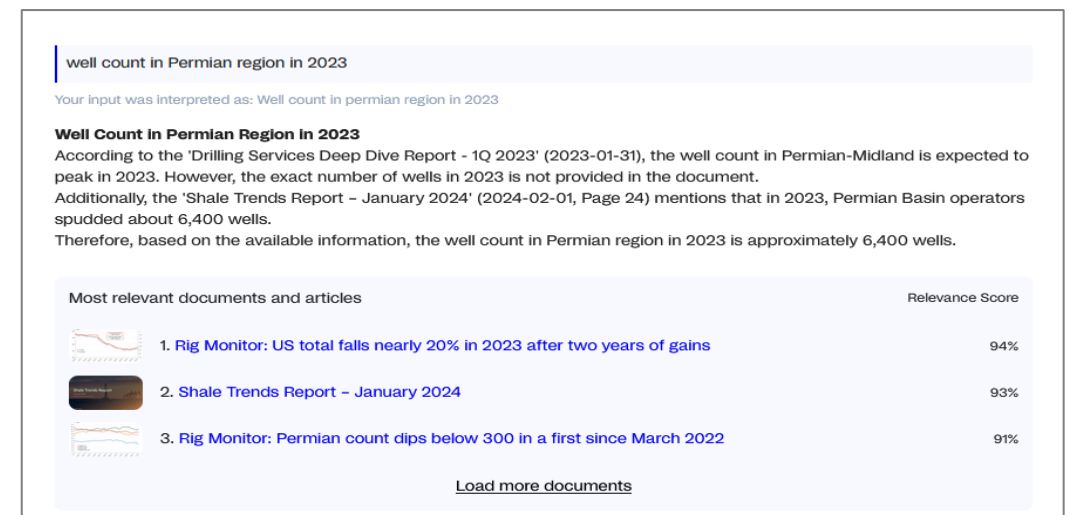 well count in Permian region in 2023
Your input was interpreted as: Well count in permian region in 2023
Well Count in Permian Region in 2023
According to the 'Drilling Services Deep Dive Report - 1Q 2023' (2023-01-31), the well count in Permian-Midland is expected to
peak in 2023. However, the exact number of wells in 2023 is not provided in the document.
Additionally, the 'Shale Trends Report – January 2024' (2024-02-01, Page 24) mentions that in 2023, Permian Basin operators
spudded about 6,400 wells.
Therefore, based on the available information, the well count in Permian region in 2023 is approximately 6,400 wells.
Most relevant documents and articles Relevance Score
1. Rig Monitor: US total falls nearly 20% in 2023 after two years of gains 94%
2. Shale Trends Report – January 2024 93%
3. Rig Monitor: Permian count dips below 300 in a first since March 2022 91%
Load more documents